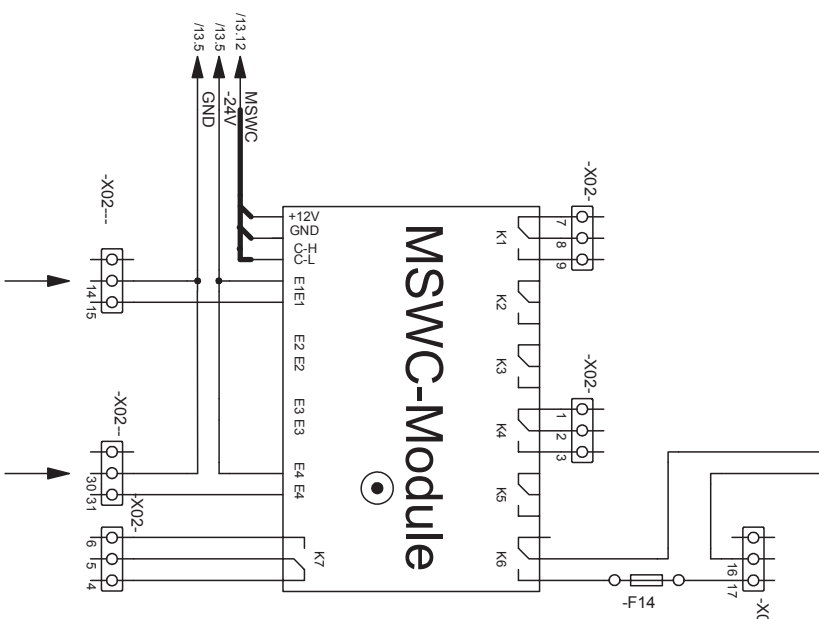 /13.5
/13.5
/13.12
GND
-24V
MSWC
-X02---
14
15
-X02--
30
31
-X02-
6
5
4
+12V
GND
C-H
C-L
E1
E1
E2
E2
E3
E3
E4
E4
K7
MSWC-Module
K1
K2
K3
K4
K5
K6
-X02-
7
8
9
-X02-
1
2
3
-F14
16
17